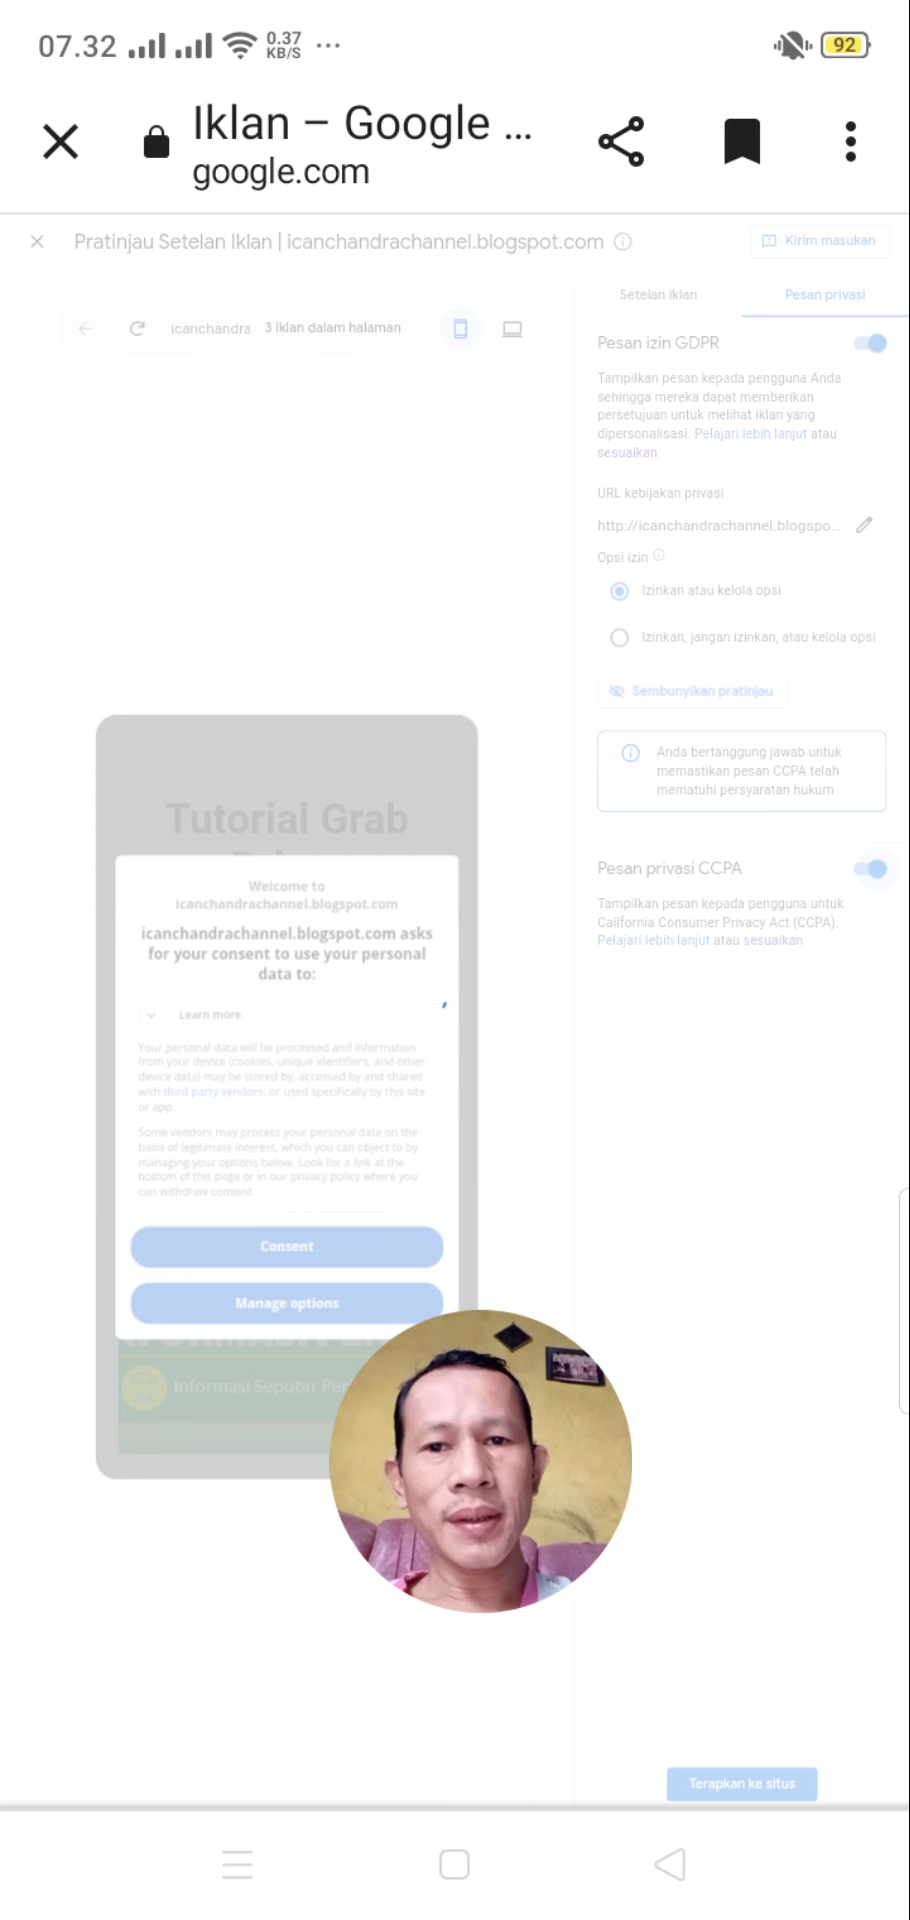 07.32
0.37
KB/S
92
Iklan – Google ...
google.com
Pratinjau Setelan Iklan | icanchandrachannel.blogspot.com
Kirim masukan
icanchandra
3 iklan dalam halaman
Setelan iklan
Pesan privasi
Pesan izin GDPR
Tampilkan pesan kepada pengguna Anda
sehingga mereka dapat memberikan
persetujuan untuk melihat iklan yang
dipersonalisasi. Pelajari lebih lanjut atau
sesuaikan
URL kebijakan privasi
http://icanchandrachannel.blogspo...
Opsi izin
Izinkan atau kelola opsi
Izinkan, jangan izinkan, atau kelola opsi
Sembunyikan pratinjau
Anda bertanggung jawab untuk
memastikan pesan CCPA telah
mematuhi persyaratan hukum
Pesan privasi CCPA
Tampilkan pesan kepada pengguna untuk
California Consumer Privacy Act (CCPA).
Pelajari lebih lanjut atau sesuaikan
Tutorial Grab
Welcome to
icanchandrachannel.blogspot.com
icanchandrachannel.blogspot.com asks
for your consent to use your personal
data to:
Learn more
Your personal data will be processed and information
from your device (cookies, unique identifiers, and other
device data) may be stored by, accessed by and shared
with third party vendors, or used specifically by this site
or app.
Some vendors may process your personal data on the
basis of legitimate interest, which you can object to by
managing your options below. Look for a link at the
bottom of this page or in our privacy policy where you
can withdraw consent.
Consent
Manage options
Informasi Seputar
Terapkan ke situs